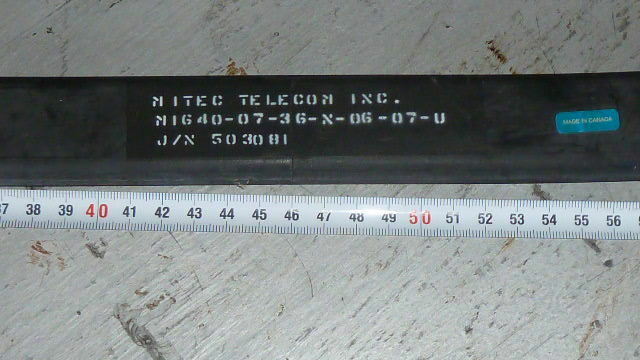 MITEC TELECOM INC.
MIG40-07-36-N-06-07-U
J/N 503081
MADE IN CANADA
37 38 39 40 41 42 43 44 45 46 47 48 49 50 51 52 53 54 55 56